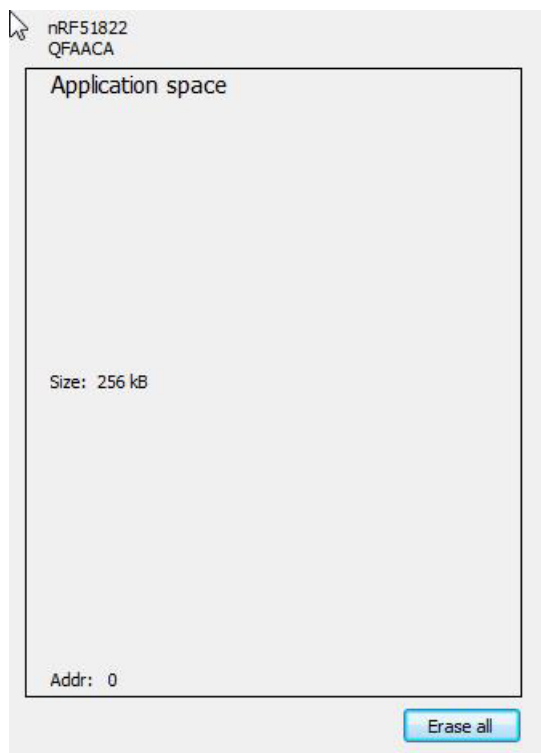 nRF51822
QFAACA
Application space
Size: 256 kB
Addr: 0
Erase all